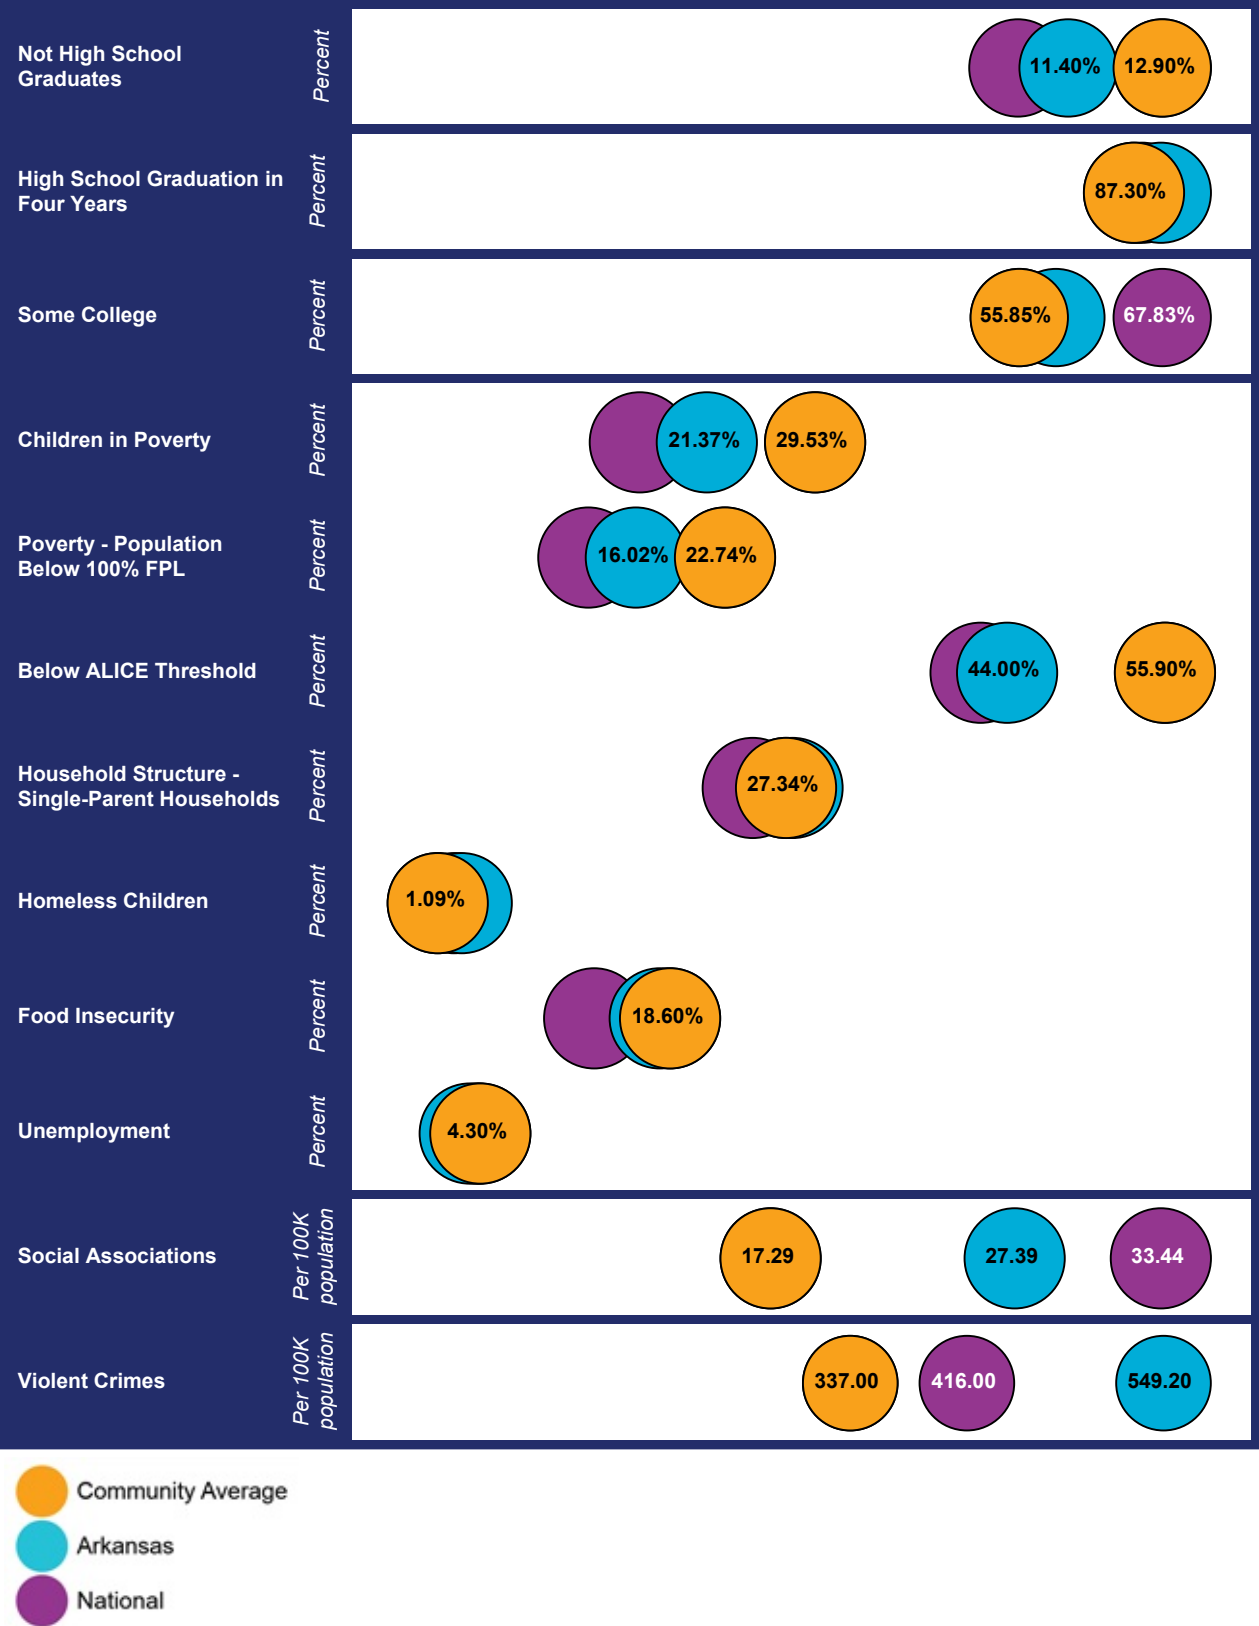 Not High School
Graduates
Percent
11.40%
12.90%
High School Graduation in
Four Years
Percent
87.30%
Some College
Percent
55.85%
67.83%
Children in Poverty
Percent
21.37%
29.53%
Poverty - Population
Below 100% FPL
Percent
16.02%
22.74%
Below ALICE Threshold
Percent
44.00%
55.90%
Household Structure -
Single-Parent Households
Percent
27.34%
Homeless Children
Percent
1.09%
Food Insecurity
Percent
18.60%
Unemployment
Percent
4.30%
Social Associations
Per 100K
population
17.29
27.39
33.44
Violent Crimes
Per 100K
population
337.00
416.00
549.20
Community Average
Arkansas
National